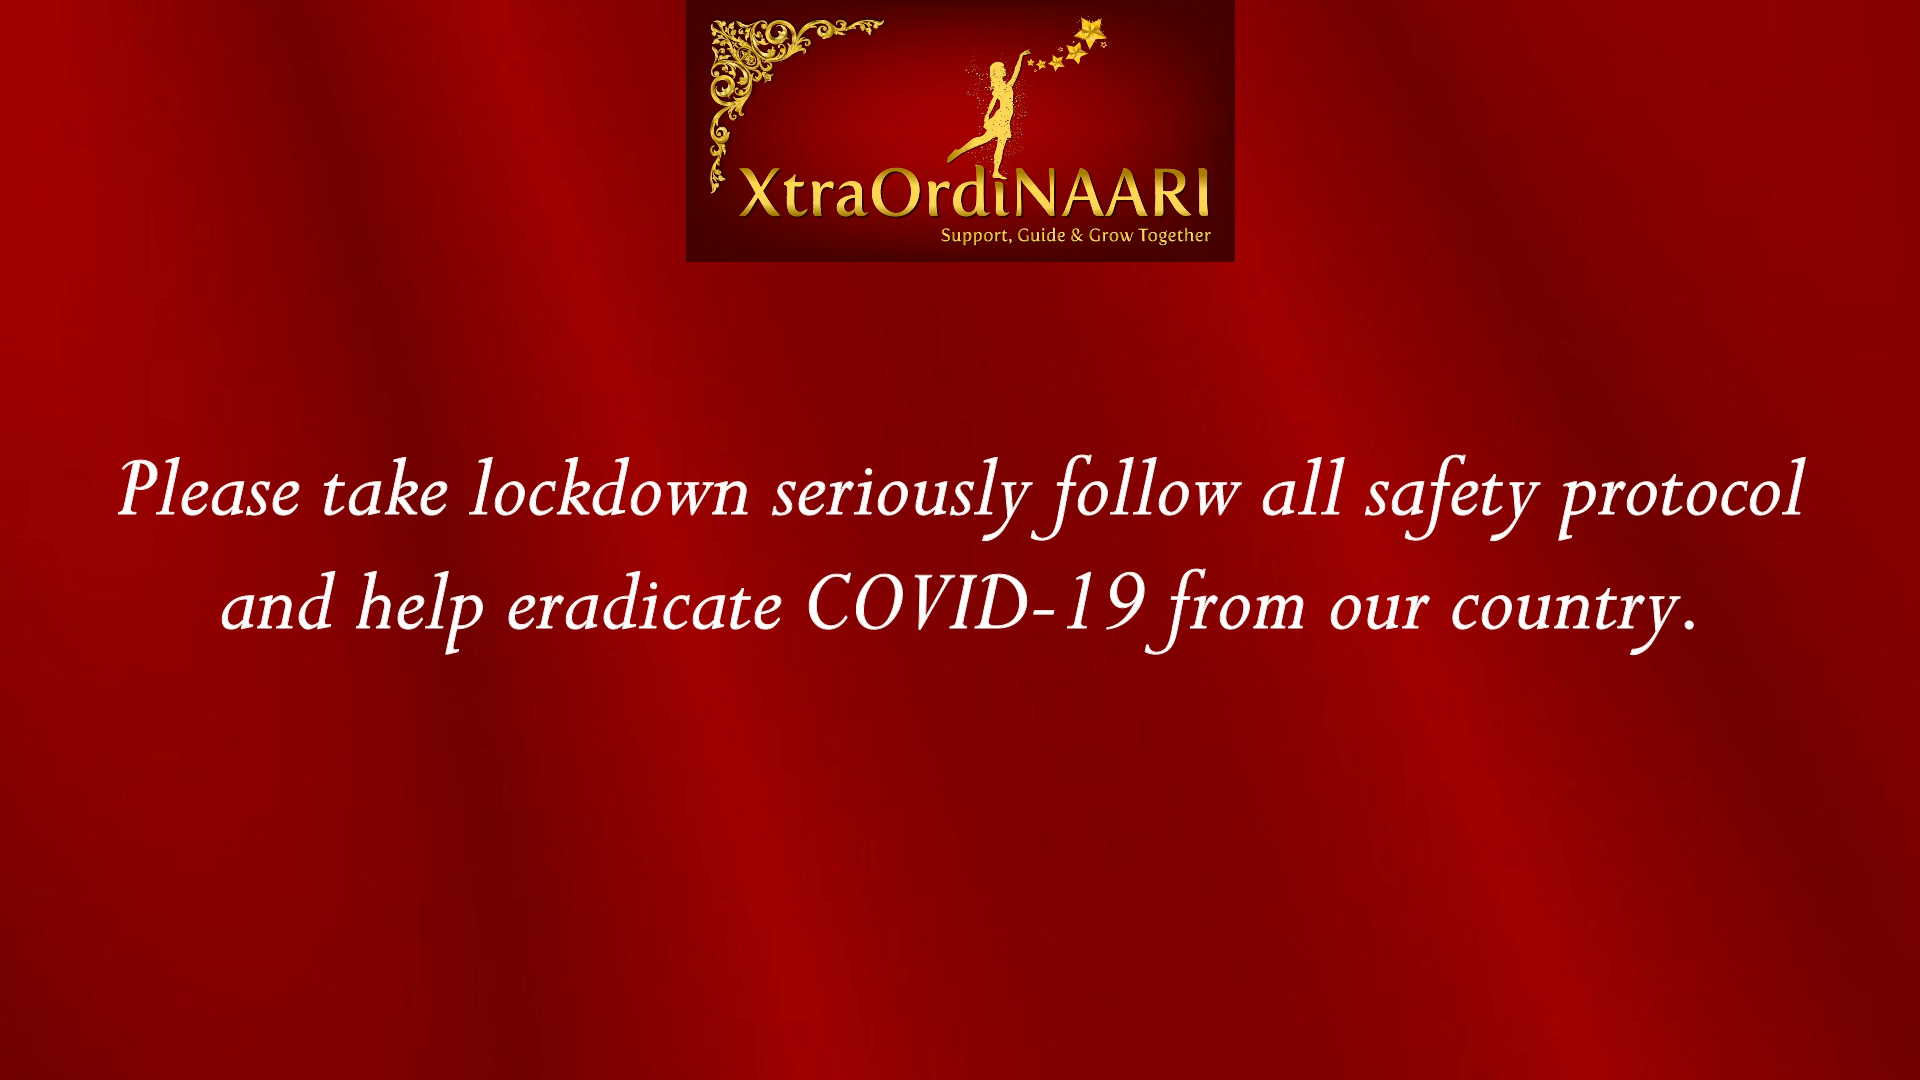 XtraOrdiNAARI
Support, Guide & Grow Together
Please take lockdown seriously follow all safety protocol
and help eradicate COVID-19 from our country.